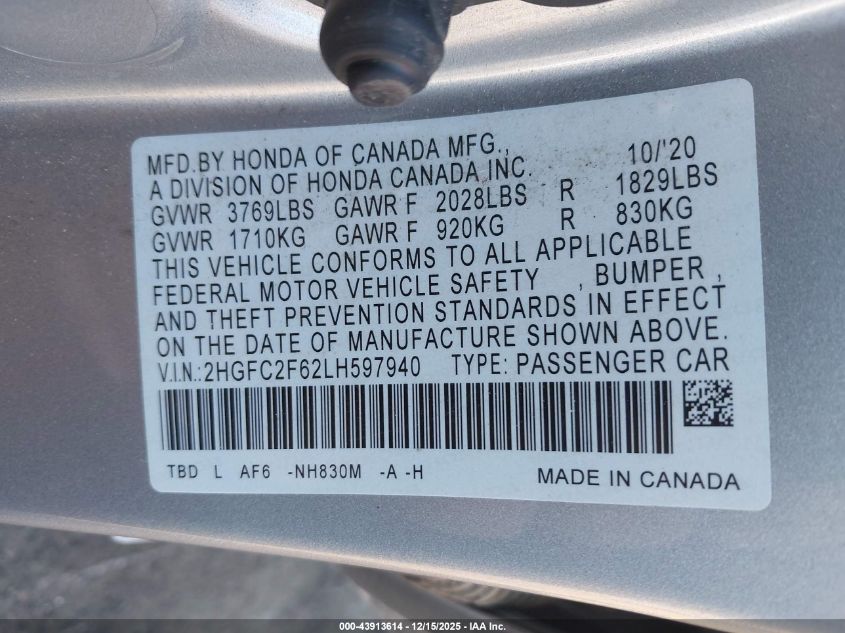 MFD.BY HONDA OF CANADA MFG., 10/'20
A DIVISION OF HONDA CANADA INC.
GVWR 3769LBS GAWR F 2028LBS R 1829LBS
GVWR 1710KG GAWR F 920KG R 830KG
THIS VEHICLE CONFORMS TO ALL APPLICABLE
FEDERAL MOTOR VEHICLE SAFETY , BUMPER ,
AND THEFT PREVENTION STANDARDS IN EFFECT
ON THE DATE OF MANUFACTURE SHOWN ABOVE.
V.I.N.:2HGFC2F62LH597940 TYPE: PASSENGER CAR
TBD L AF6 -NH830M -A -H MADE IN CANADA
000-43913614 - 12/15/2025 - IAA Inc.